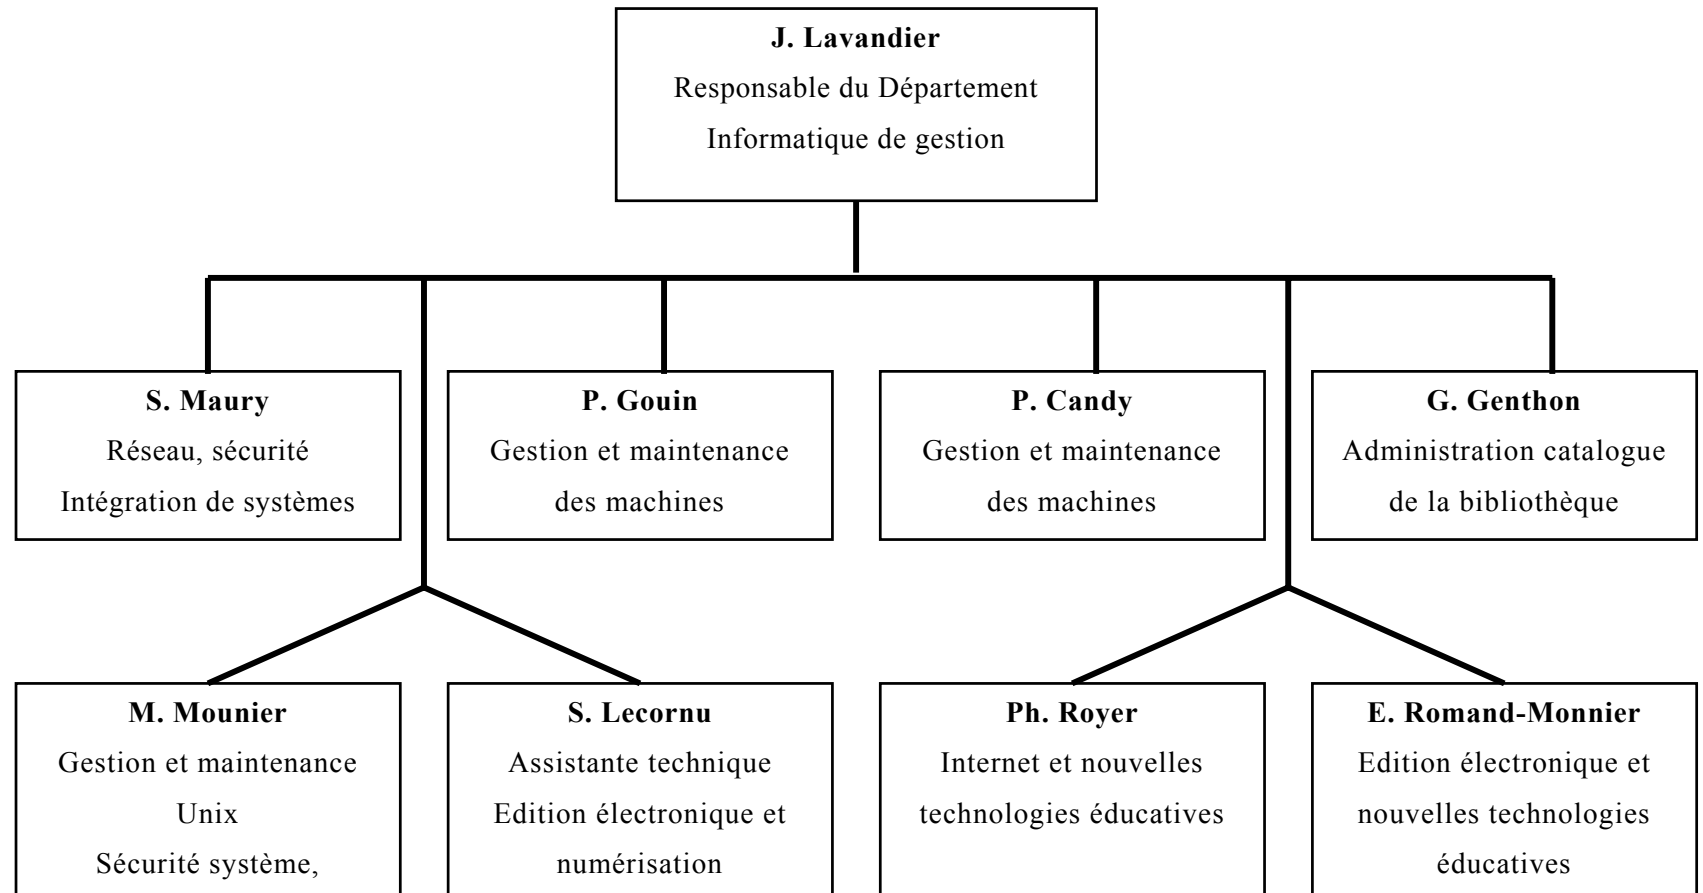 J. Lavandier
Responsable du Département
Informatique de gestion
S. Maury
Réseau, sécurité
Intégration de systèmes
P. Gouin
Gestion et maintenance
des machines
P. Candy
Gestion et maintenance
des machines
G. Genthon
Administration catalogue
de la bibliothèque
M. Mounier
Gestion et maintenance
Unix
Sécurité système,
S. Lecornu
Assistante technique
Edition électronique et
numérisation
Ph. Royer
Internet et nouvelles
technologies éducatives
E. Romand-Monnier
Edition électronique et
nouvelles technologies
éducatives